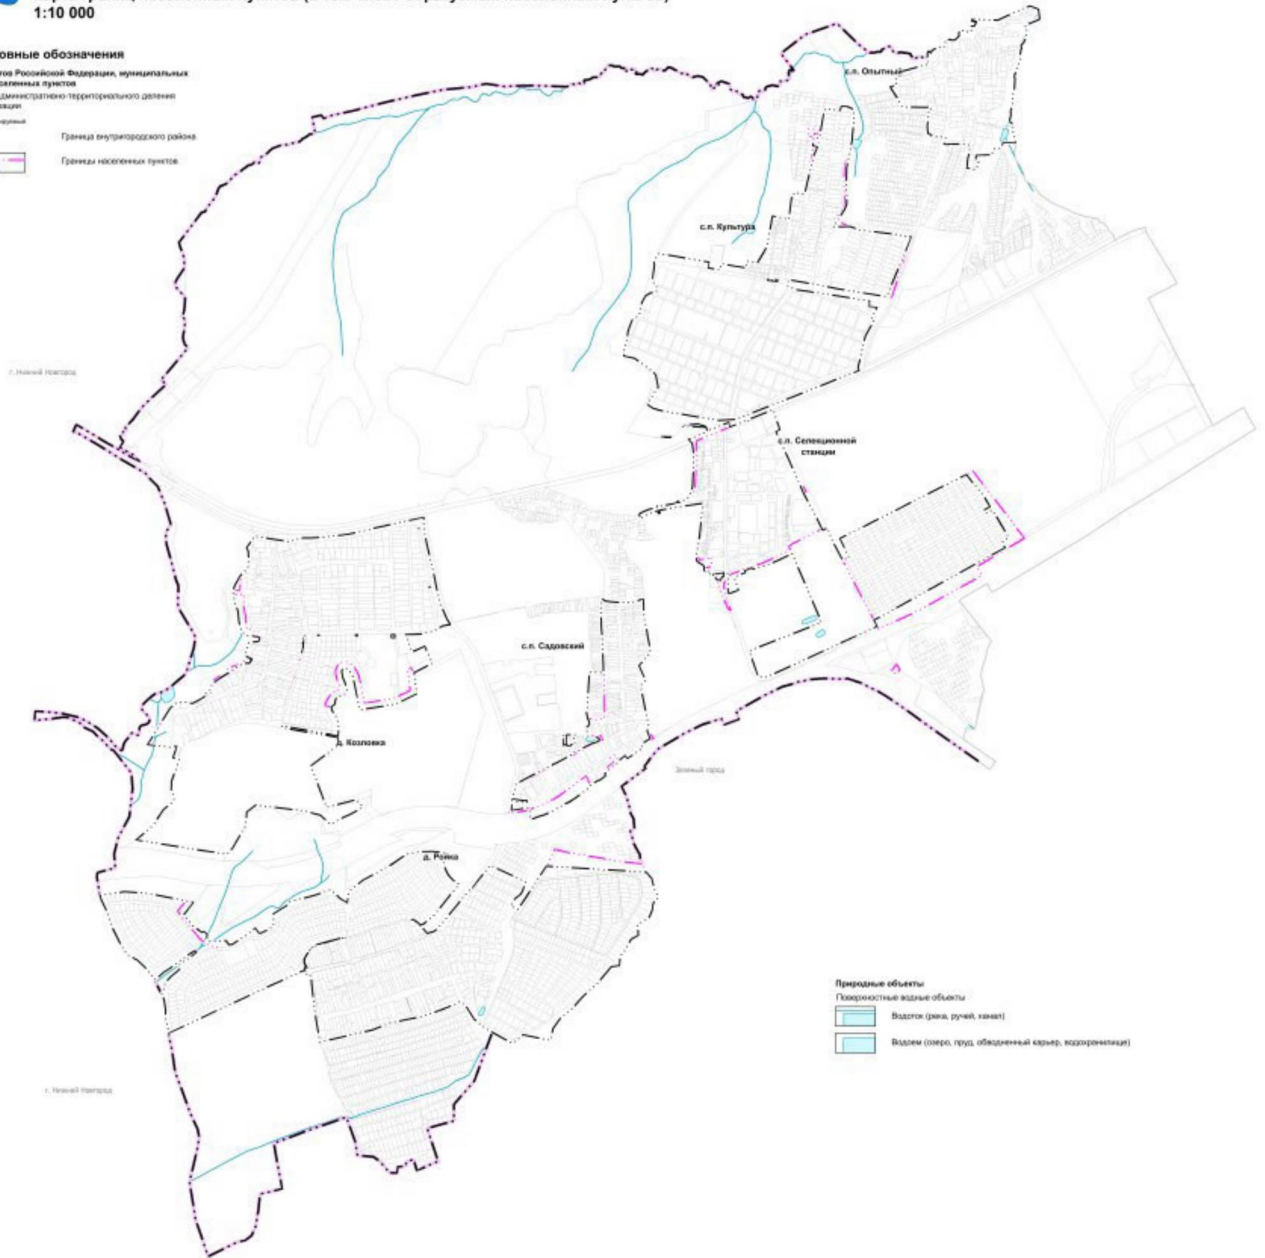 1:10 000
овные обозначения
тов Российской Федерации, муниципальных
селенных пунктов
административно-территориального деления
Граница внутригородского района
Границы населенных пунктов
с.п. Опытный
с.п. Культура
г. Нижний Новгород
с.п. Селекционной
станции
с.п. Садовский
д. Козловка
Зеленый город
д. Ройка
Природные объекты
Поверхностные водные объекты
Водоток (река, ручей, канал)
Водоем (озеро, пруд, обводненный карьер, водохранилище)
г. Нижний Новгород